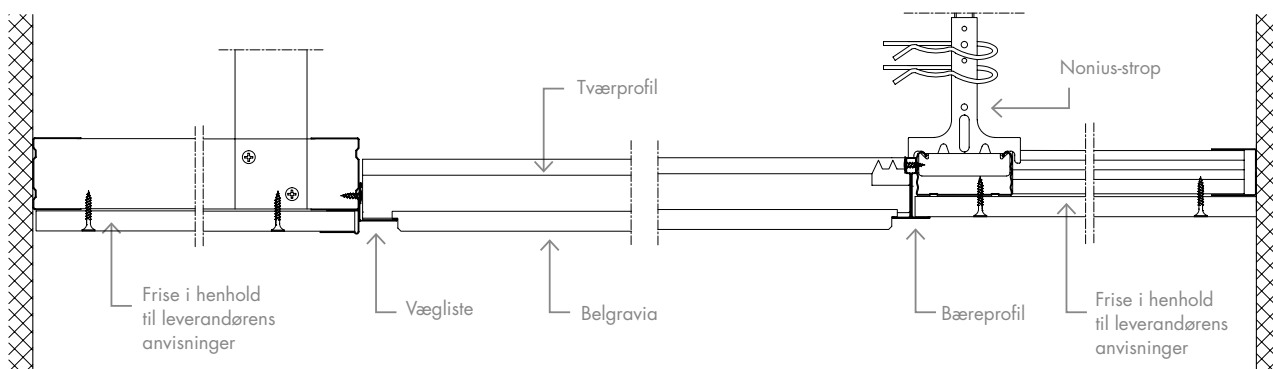 Nonius-strop
Tværprofil
Frise i henhold
til leverandørens
anvisninger
Vægliste
Belgravia
Bæreprofil
Frise i henhold
til leverandørens
anvisninger